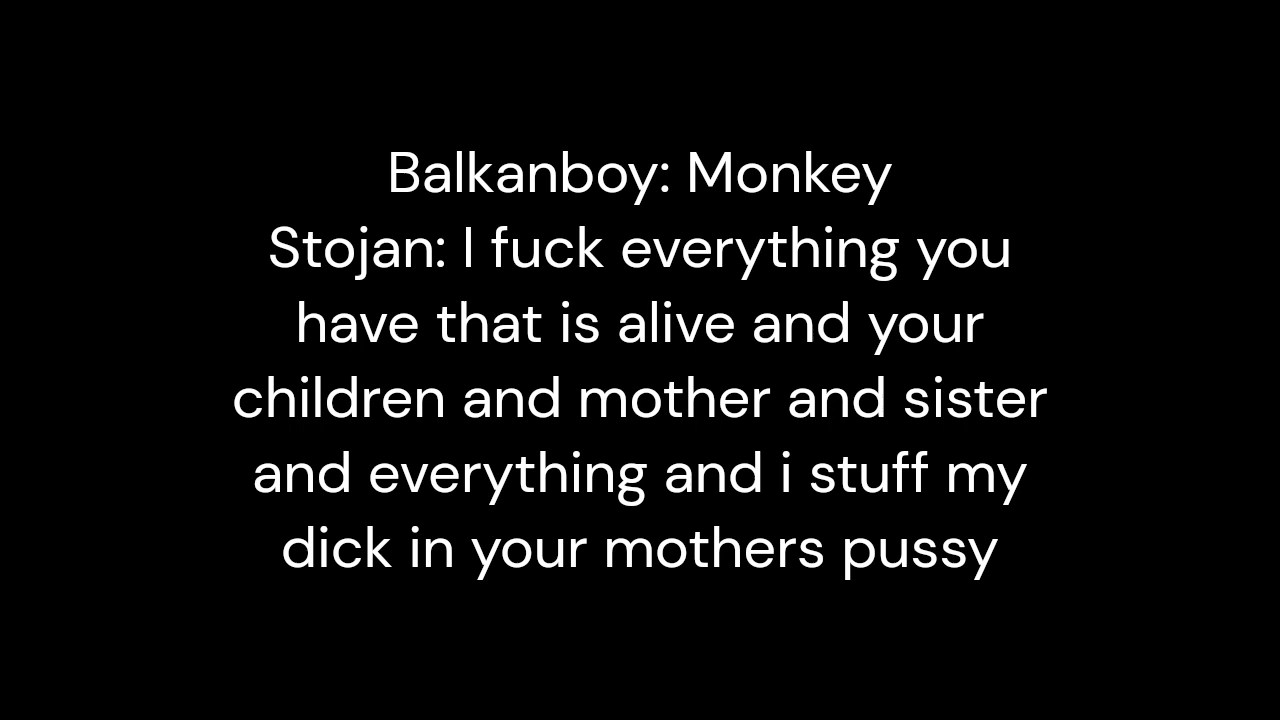 Balkanboy: Monkey
Stojan: I fuck everything you
have that is alive and your
children and mother and sister
and everything and i stuff my
dick in your mothers pussy